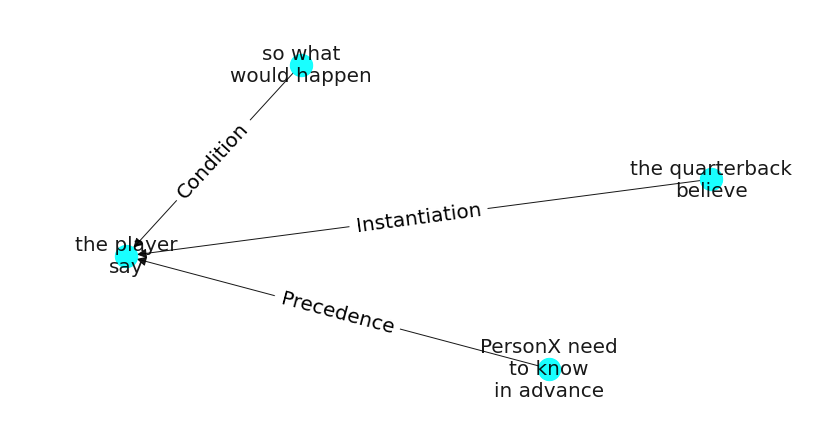 so what
would happen
Condition
the quarterback
believe
Instantiation
the player
say
Precedence
PersonX need
to know
in advance